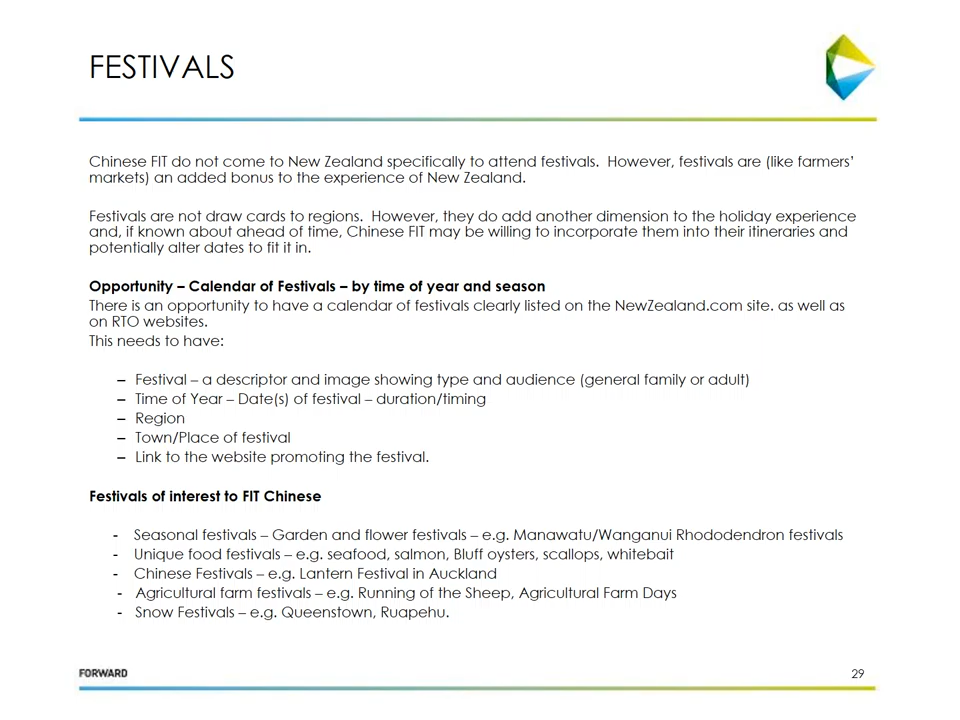 FESTIVALS
Chinese FIT do not come to New Zealand specifically to attend festivals.  However, festivals are (like farmers'
markets) an added bonus to the experience of New Zealand.
Festivals are not draw cards to regions.  However, they do add another dimension to the holiday experience
and, if known about ahead of time, Chinese FIT may be willing to incorporate them into their itineraries and
potentially alter dates to fit it in.
Opportunity – Calendar of Festivals – by time of year and season
There is an opportunity to have a calendar of festivals clearly listed on the NewZealand.com site. as well as
on RTO websites.
This needs to have:
– Festival – a descriptor and image showing type and audience (general family or adult)
– Time of Year – Date(s) of festival – duration/timing
– Region
– Town/Place of festival
– Link to the website promoting the festival.
Festivals of interest to FIT Chinese
- Seasonal festivals – Garden and flower festivals – e.g. Manawatu/Wanganui Rhododendron festivals
- Unique food festivals – e.g. seafood, salmon, Bluff oysters, scallops, whitebait
- Chinese Festivals – e.g. Lantern Festival in Auckland
- Agricultural farm festivals – e.g. Running of the Sheep, Agricultural Farm Days
- Snow Festivals – e.g. Queenstown, Ruapehu.
FORWARD
29